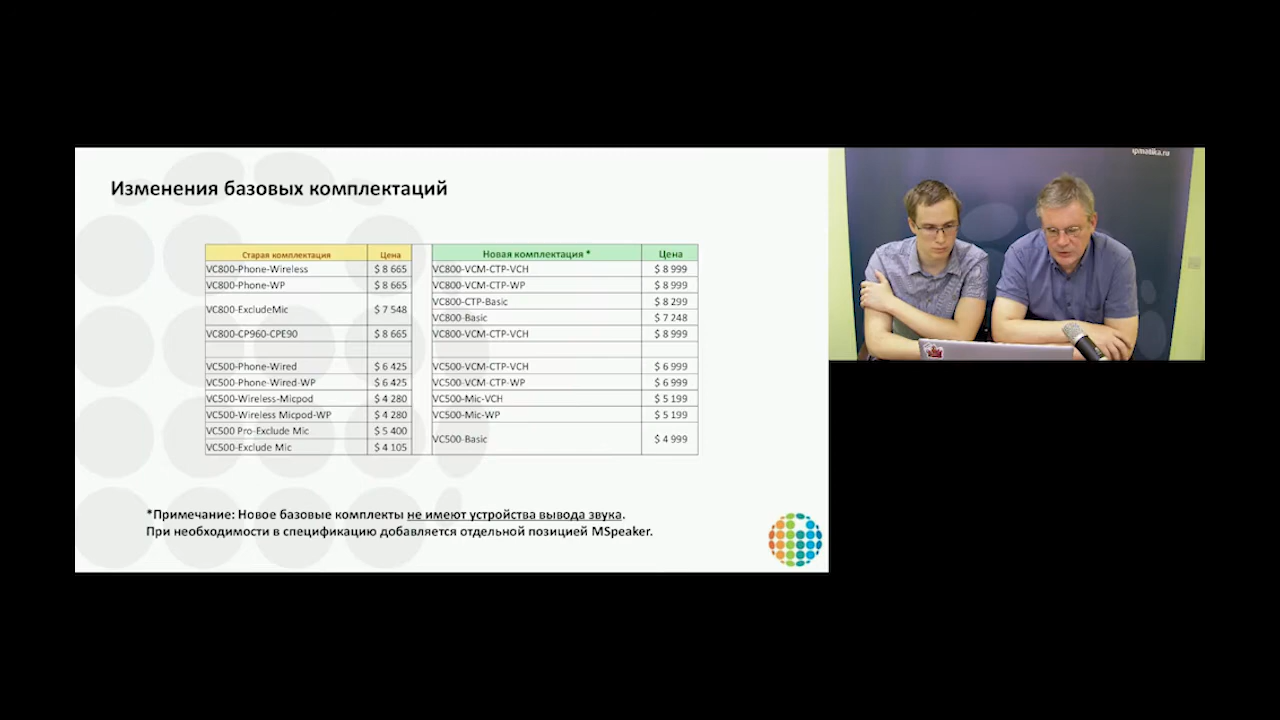 ipmatika.ru
Изменения базовых комплектаций
Старая комплектация Цена Новая комплектация * Цена
VC800-Phone-Wireless $ 8 665 VC800-VCM-CTP-VCH $ 8 999
VC800-Phone-WP $ 8 665 VC800-VCM-CTP-WP $ 8 999
VC800-ExcludeMic $ 7 548 VC800-CTP-Basic $ 8 299
VC800-Basic $ 7 248
VC800-CP960-CPE90 $ 8 665 VC800-VCM-CTP-VCH $ 8 999
VC500-Phone-Wired $ 6 425 VC500-VCM-CTP-VCH $ 6 999
VC500-Phone-Wired-WP $ 6 425 VC500-VCM-CTP-WP $ 6 999
VC500-Wireless-Micpod $ 4 280 VC500-Mic-VCH $ 5 199
VC500-Wireless Micpod-WP $ 4 280 VC500-Mic-WP $ 5 199
VC500 Pro-Exclude Mic $ 5 400 VC500-Basic $ 4 999
VC500-Exclude Mic $ 4 105
*Примечание: Новое базовые комплекты не имеют устройства вывода звука.
При необходимости в спецификацию добавляется отдельной позицией MSpeaker.